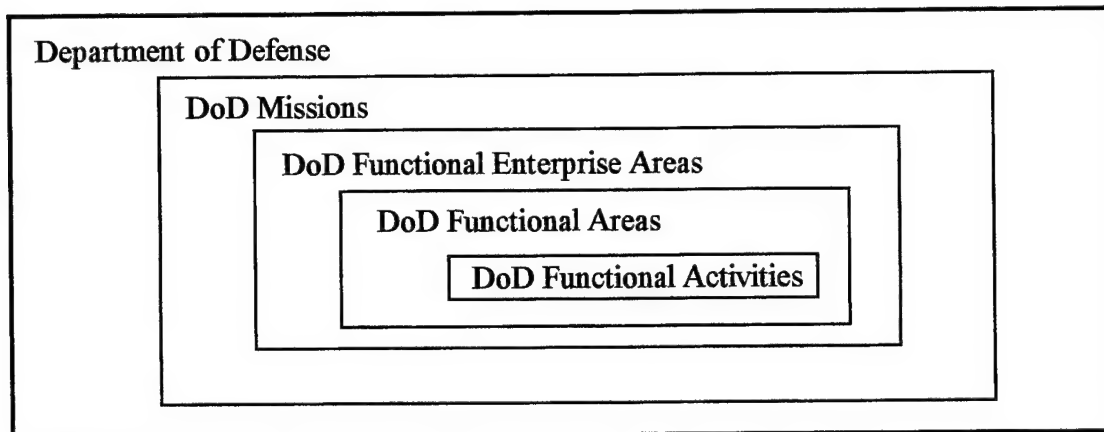 Department of Defense
DoD Missions
DoD Functional Enterprise Areas
DoD Functional Areas
DoD Functional Activities